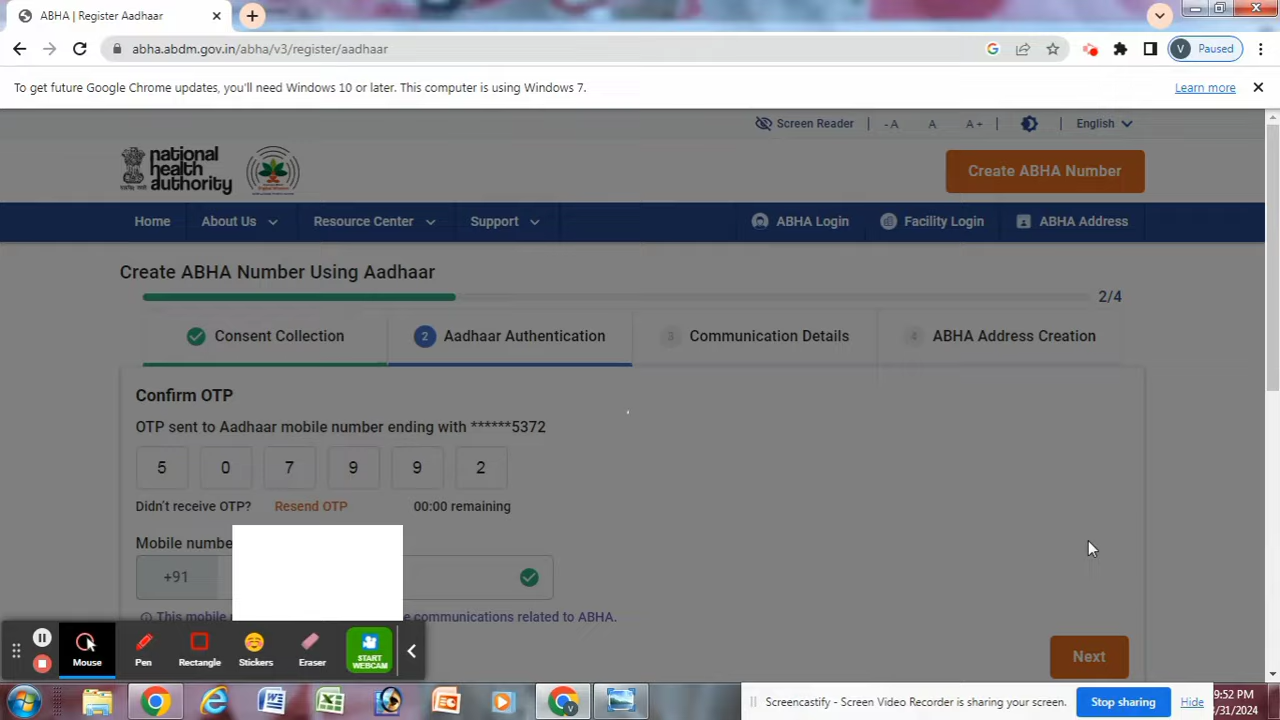 ABHA | Register Aadhaar
abha.abdm.gov.in/abha/v3/register/aadhaar
V Paused
To get future Google Chrome updates, you'll need Windows 10 or later. This computer is using Windows 7.
Learn more
Screen Reader | - A A A + | | English
national
health
authority
Create ABHA Number
Home About Us Resource Center Support ABHA Login Facility Login ABHA Address
Create ABHA Number Using Aadhaar
2/4
Consent Collection 2 Aadhaar Authentication 3 Communication Details 4 ABHA Address Creation
Confirm OTP
OTP sent to Aadhaar mobile number ending with ******5372
5 0 7 9 9 2
Didn't receive OTP? Resend OTP 00:00 remaining
Mobile numbe
+91
This mobile communications related to ABHA.
Mouse Pen Rectangle Stickers Eraser START WEBCAM
Next
Screencastify - Screen Video Recorder is sharing your screen. Stop sharing Hide
9:52 PM
/31/2024